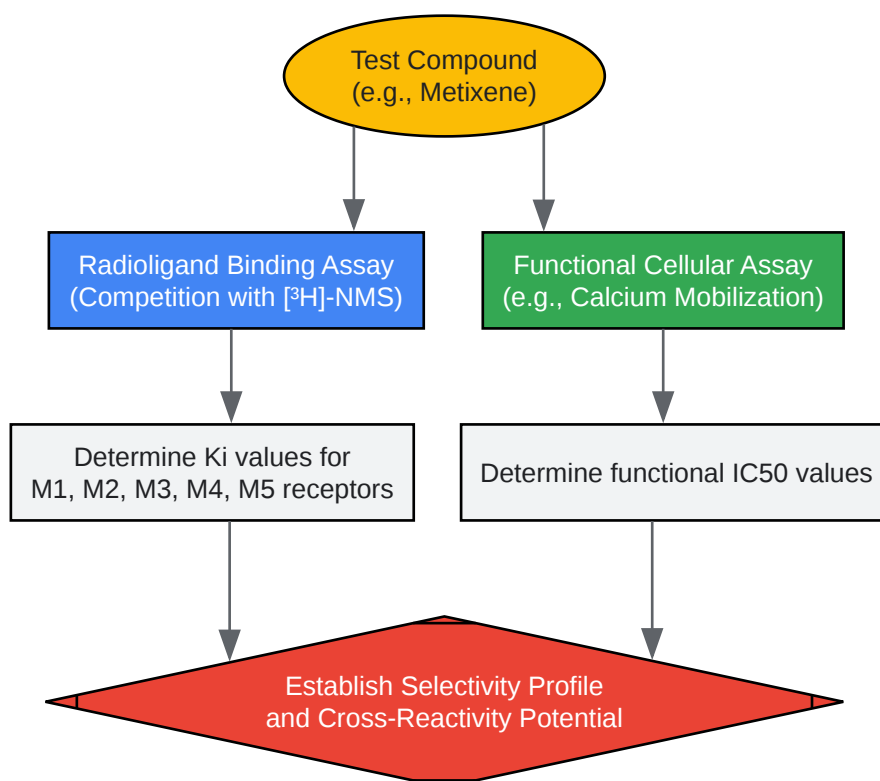 Test Compound
(e.g., Metixene)
Radioligand Binding Assay
(Competition with [³H]-NMS)
Functional Cellular Assay
(e.g., Calcium Mobilization)
Determine Ki values for
M1, M2, M3, M4, M5 receptors
Determine functional IC50 values
Establish Selectivity Profile
and Cross-Reactivity Potential